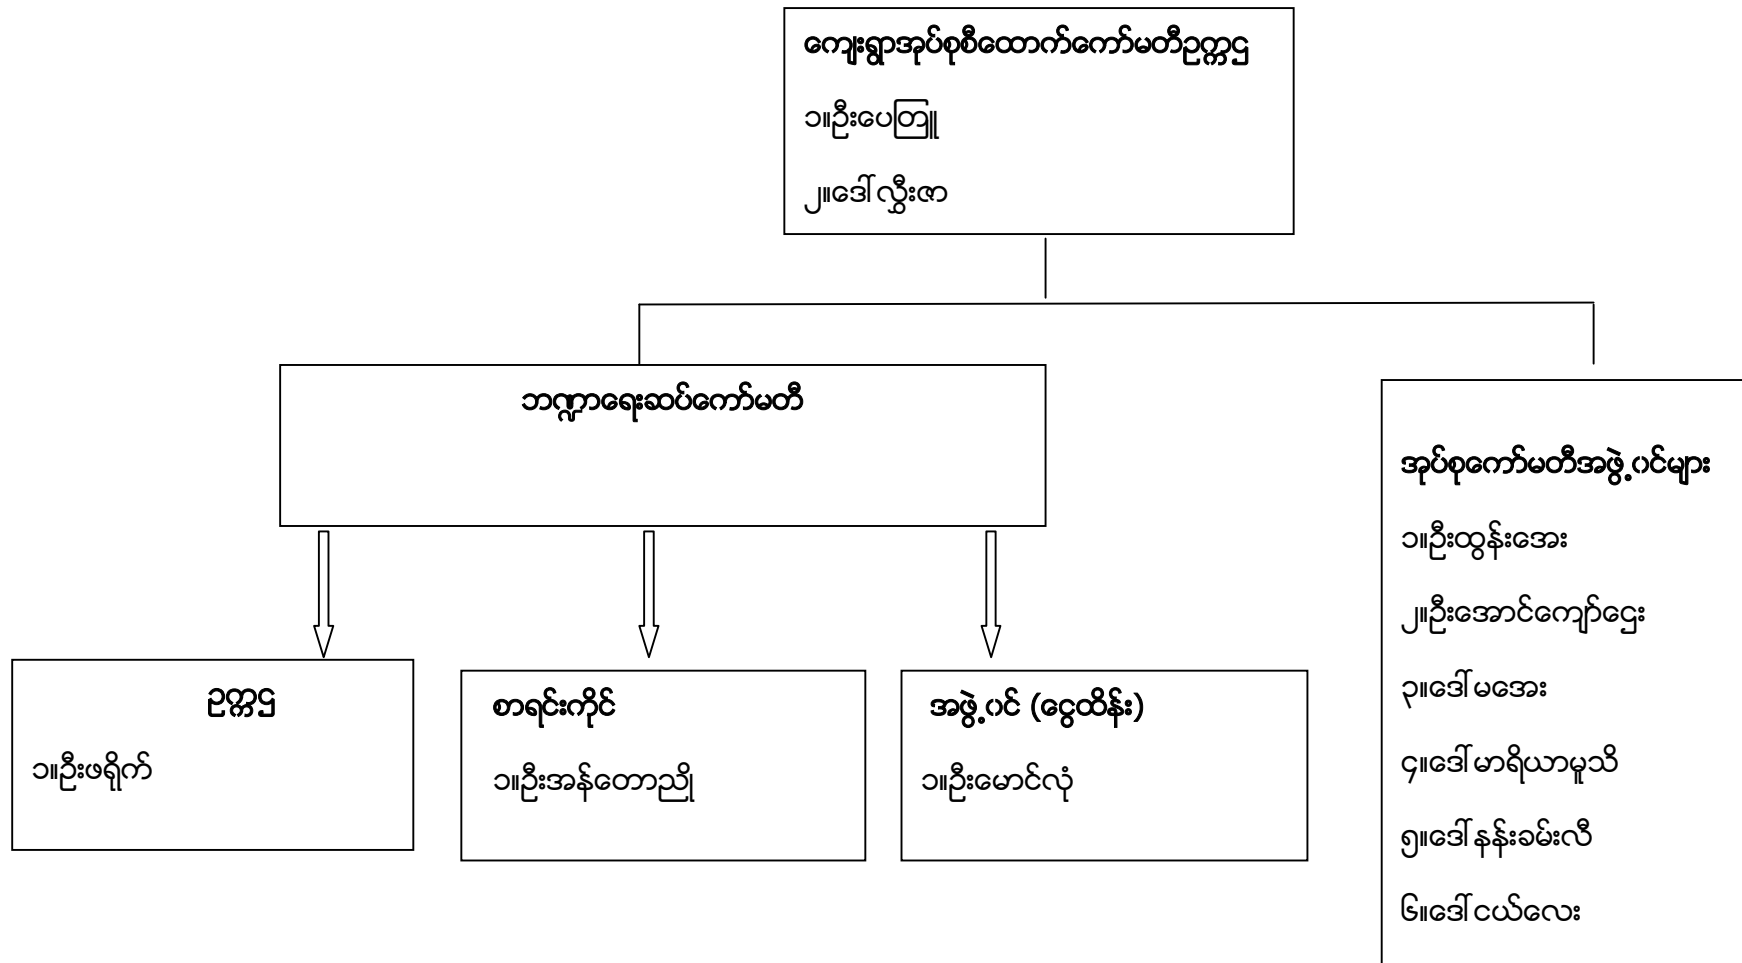 ကျေးရွာအုပ်စုစီထောက်ကော်မတီဥက္ကဌ
၁။ဦးပေတြူ
၂။ဒေါ်လွှီးဇာ
ဘဏ္ဍာရေးဆပ်ကော်မတီ
အုပ်စုကော်မတီအဖွဲ့ဝင်များ
၁။ဦးထွန်းအေး
၂။ဦးအောင်ကျော်ဌေး
၃။ဒေါ်မအေး
၄။ဒေါ်မာရိယာမူသိ
၅။ဒေါ်နန်းခမ်းလီ
၆။ဒေါ်ငယ်လေး
ဥက္ကဌ
၁။ဦးဖရိုက်
စာရင်းကိုင်
၁။ဦးအန်တောညို
အဖွဲ့ဝင် (ငွေထိန်း)
၁။ဦးမောင်လုံ